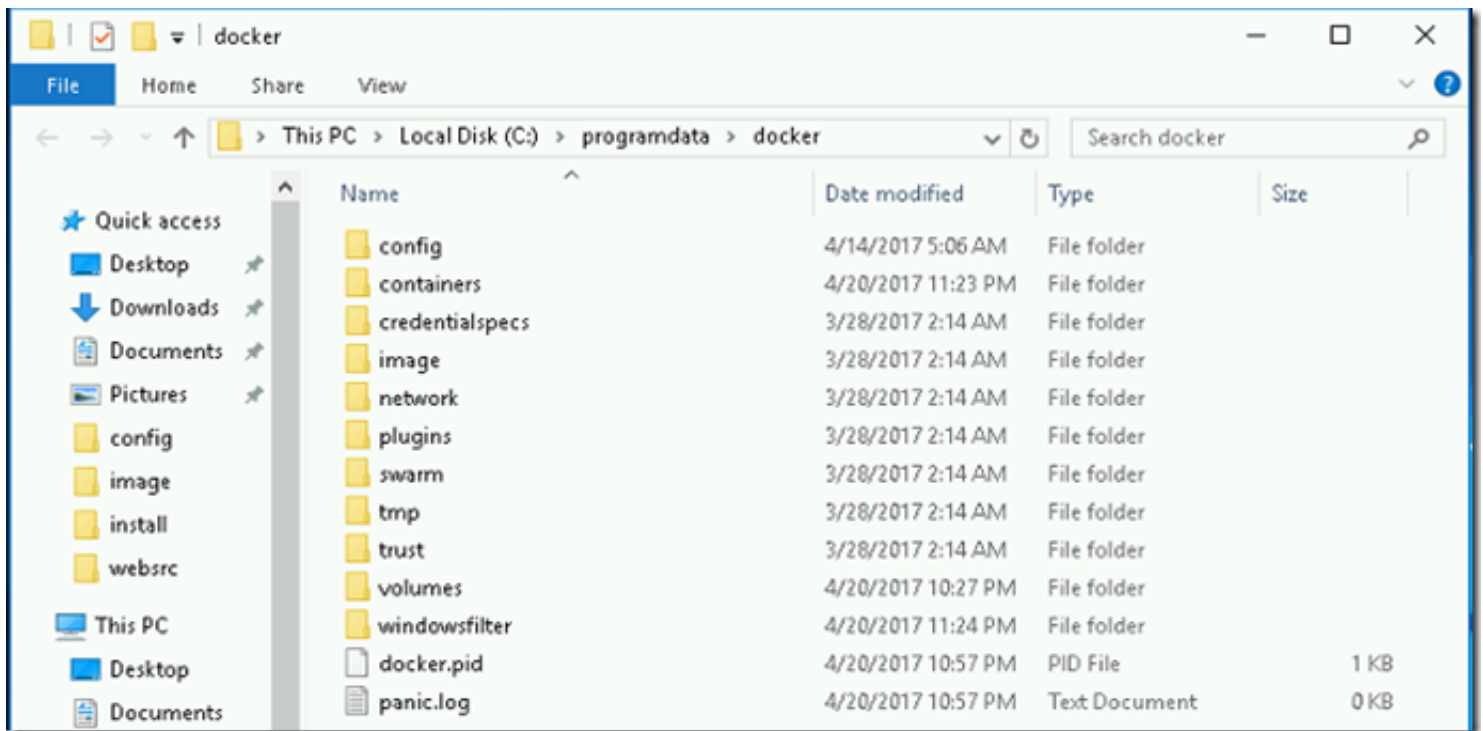 docker
File Home Share View
This PC > Local Disk (C:) > programdata > docker Search docker
Name Date modified Type Size
Quick access
Desktop
Downloads
Documents
Pictures
config
image
install
websrc
This PC
Desktop
Documents
config 4/14/2017 5:06 AM File folder
containers 4/20/2017 11:23 PM File folder
credentialspecs 3/28/2017 2:14 AM File folder
image 3/28/2017 2:14 AM File folder
network 3/28/2017 2:14 AM File folder
plugins 3/28/2017 2:14 AM File folder
swarm 3/28/2017 2:14 AM File folder
tmp 3/28/2017 2:14 AM File folder
trust 3/28/2017 2:14 AM File folder
volumes 4/20/2017 10:27 PM File folder
windowsfilter 4/20/2017 11:24 PM File folder
docker.pid 4/20/2017 10:57 PM PID File 1 KB
panic.log 4/20/2017 10:57 PM Text Document 0 KB